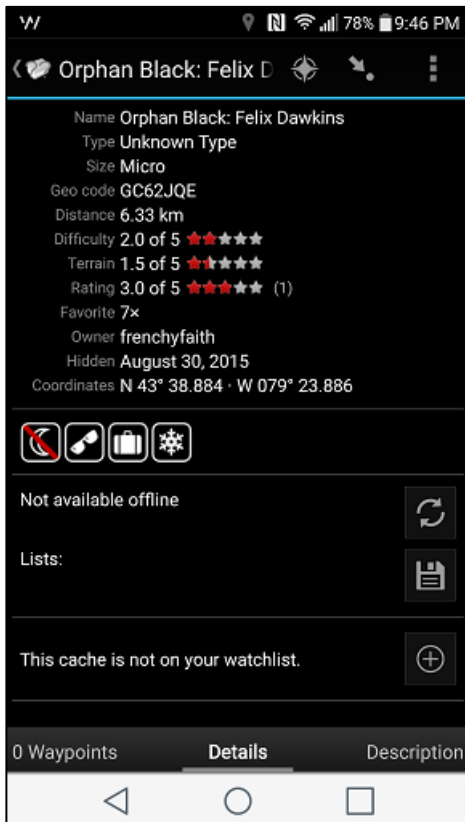 78% 9:46 PM
Orphan Black: Felix D
Name Orphan Black: Felix Dawkins
Type Unknown Type
Size Micro
Geo code GC62JQE
Distance 6.33 km
Difficulty 2.0 of 5
Terrain 1.5 of 5
Rating 3.0 of 5 (1)
Favorite 7×
Owner frenchyfaith
Hidden August 30, 2015
Coordinates N 43° 38.884 · W 079° 23.886
Not available offline
Lists:
This cache is not on your watchlist.
0 Waypoints Details Description